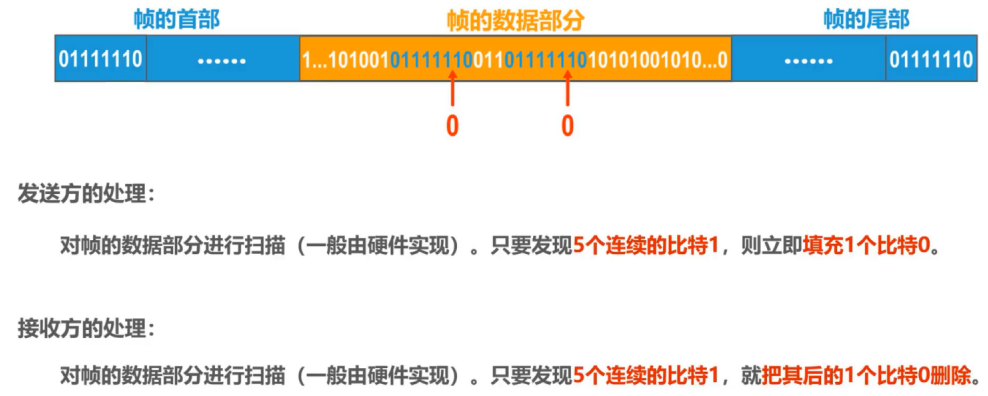 帧的首部 帧的数据部分 帧的尾部
01111110 …… 1...101001011111100110111111010101001010...0 …… 01111110
0 0
发送方的处理：
对帧的数据部分进行扫描（一般由硬件实现）。只要发现5个连续的比特1，则立即填充1个比特0。
接收方的处理：
对帧的数据部分进行扫描（一般由硬件实现）。只要发现5个连续的比特1，就把其后的1个比特0删除。